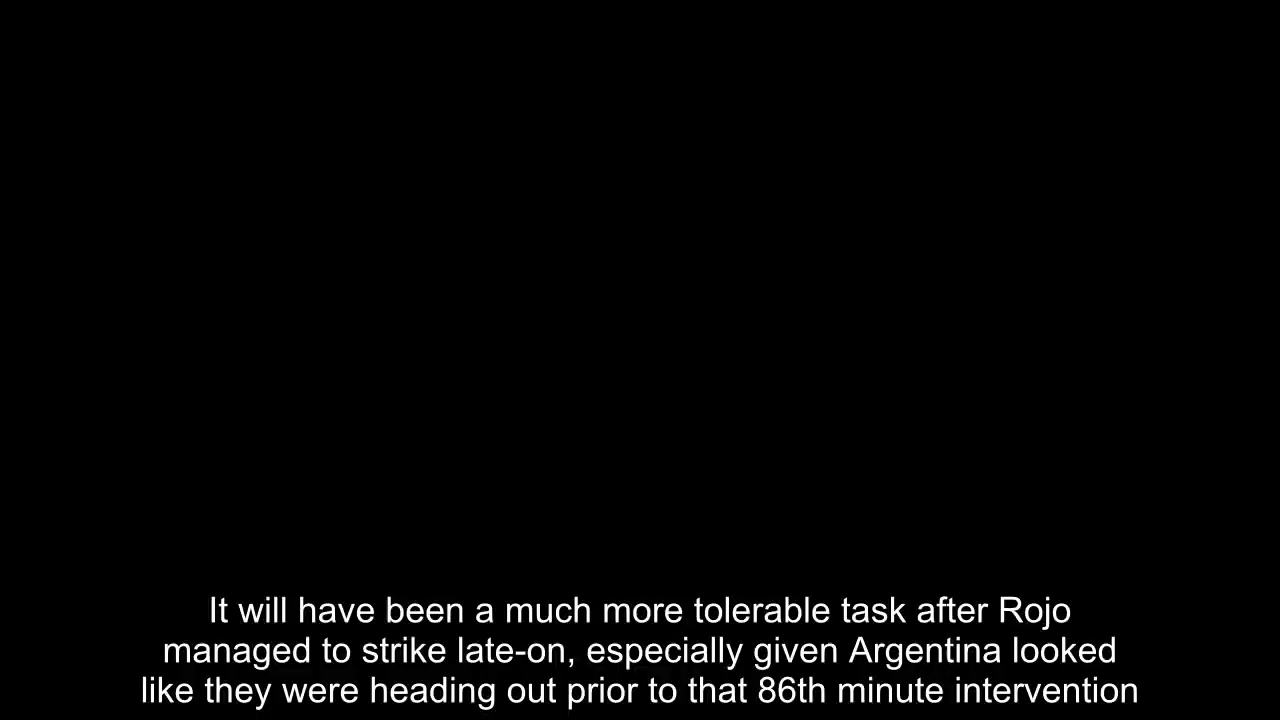 It will have been a much more tolerable task after Rojo
managed to strike late-on, especially given Argentina looked
like they were heading out prior to that 86th minute intervention